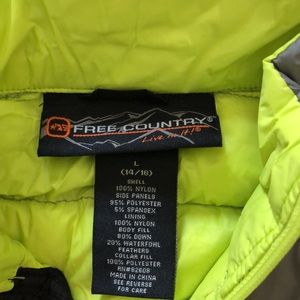 FREE COUNTRY®
Live in it!®
L
(14/16)
SHELL
100% NYLON
SIDE PANELS
95% POLYESTER
5% SPANDEX
LINING
100% NYLON
BODY FILL
80% DOWN
20% WATERFOWL
FEATHERS
COLLAR FILL
100% POLYESTER
RN#62609
MADE IN CHINA
SEE REVERSE
FOR CARE